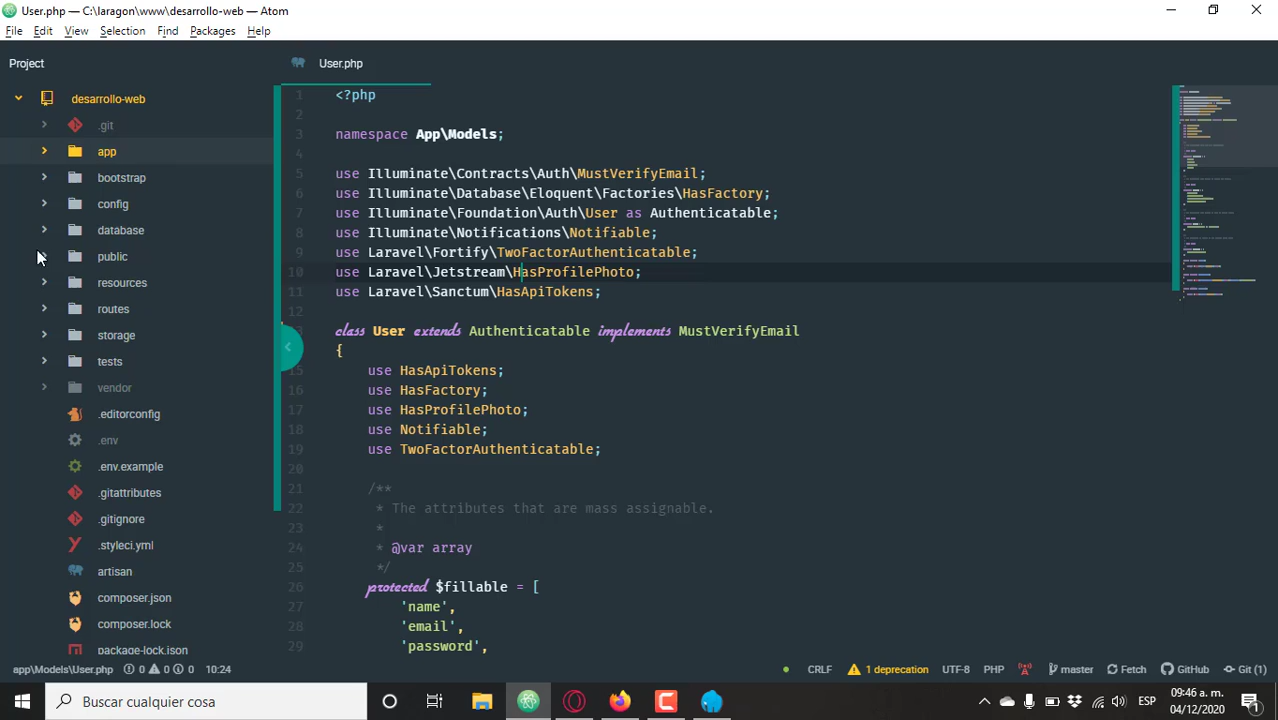 User.php — C:\laragon\www\desarrollo-web — Atom
File Edit View Selection Find Packages Help
Project
User.php
desarrollo-web
.git
app
bootstrap
config
database
public
resources
routes
storage
tests
vendor
.editorconfig
.env
.env.example
.gitattributes
.gitignore
.styleci.yml
artisan
composer.json
composer.lock
package-lock.json
1 <?php
2
3 namespace App\Models;
4
5 use Illuminate\Contracts\Auth\MustVerifyEmail;
6 use Illuminate\Database\Eloquent\Factories\HasFactory;
7 use Illuminate\Foundation\Auth\User as Authenticatable;
8 use Illuminate\Notifications\Notifiable;
9 use Laravel\Fortify\TwoFactorAuthenticatable;
10 use Laravel\Jetstream\HasProfilePhoto;
11 use Laravel\Sanctum\HasApiTokens;
12
13 class User extends Authenticatable implements MustVerifyEmail
{
15 use HasApiTokens;
16 use HasFactory;
17 use HasProfilePhoto;
18 use Notifiable;
19 use TwoFactorAuthenticatable;
20
21 /**
22 * The attributes that are mass assignable.
23 *
24 * @var array
25 */
26 protected $fillable = [
27 'name',
28 'email',
29 'password',
app\Models\User.php 0 0 0 10:24 CRLF 1 deprecation UTF-8 PHP master Fetch GitHub Git (1)
Buscar cualquier cosa
ESP
09:46 a. m.
04/12/2020
1